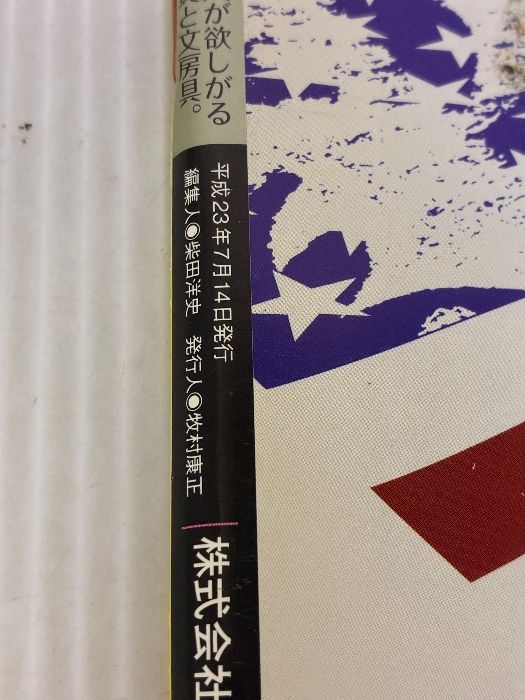 が欲しがる
と文房具。
平成23年7月14日発行
編集人◉柴田洋史　発行人◉牧村康正
株式会社